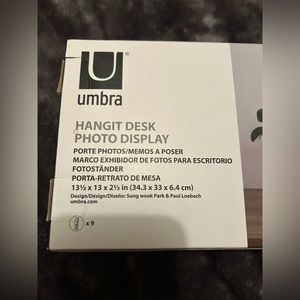 U
umbra
HANGIT DESK
PHOTO DISPLAY
PORTE PHOTOS/MEMOS A POSER
MARCO EXHIBIDOR DE FOTOS PARA ESCRITORIO
FOTOSTÄNDER
PORTA-RETRATO DE MESA
13½ x 13 x 2½ in (34.3 x 33 x 6.4 cm)
Design/Désign/Diseño: Sung wook Park & Paul Loebach
umbra.com
x 9